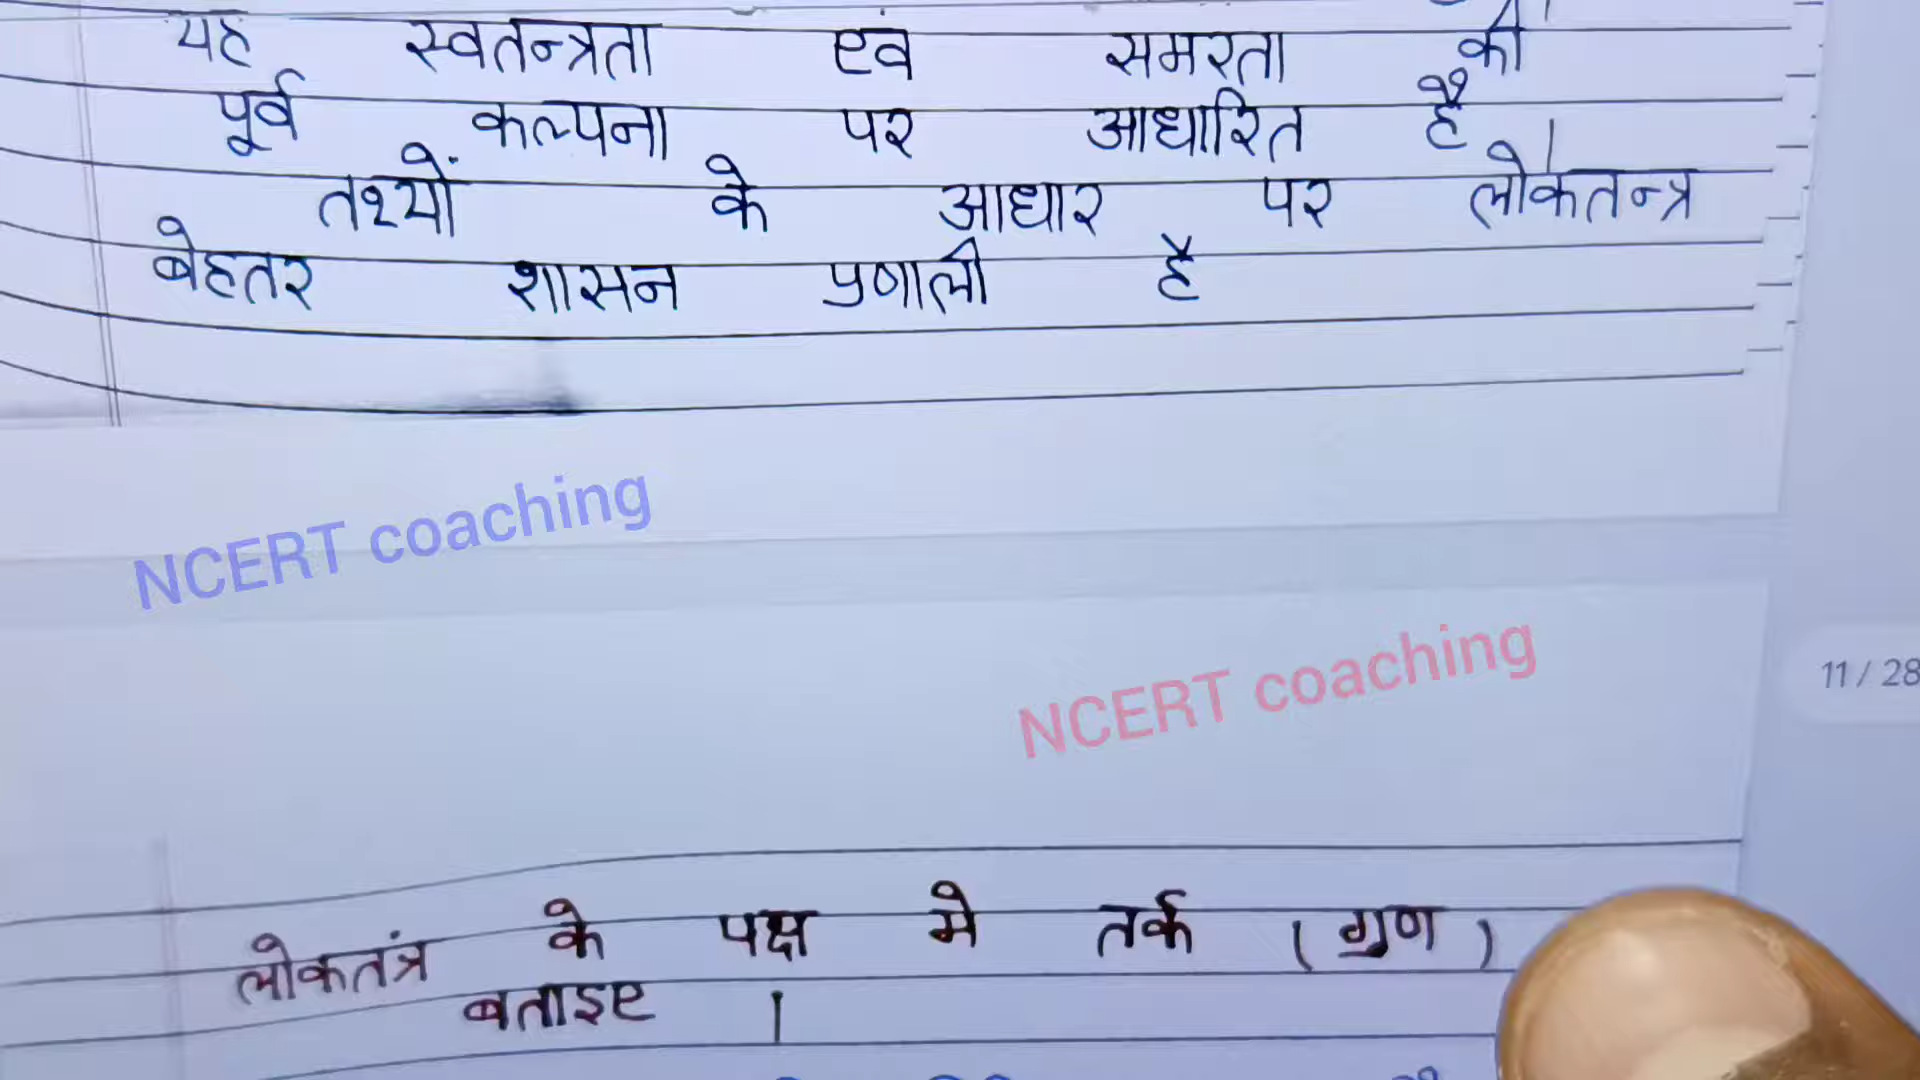 यह स्वतन्त्रता एवं समरता की
पूर्व कल्पना पर आधारित है।
तथ्यों के आधार पर लोकतन्त्र
बेहतर शासन प्रणाली है
NCERT coaching
NCERT coaching
11 / 28
लोकतंत्र के पक्ष मे तर्क (गुण)
बताइए ।